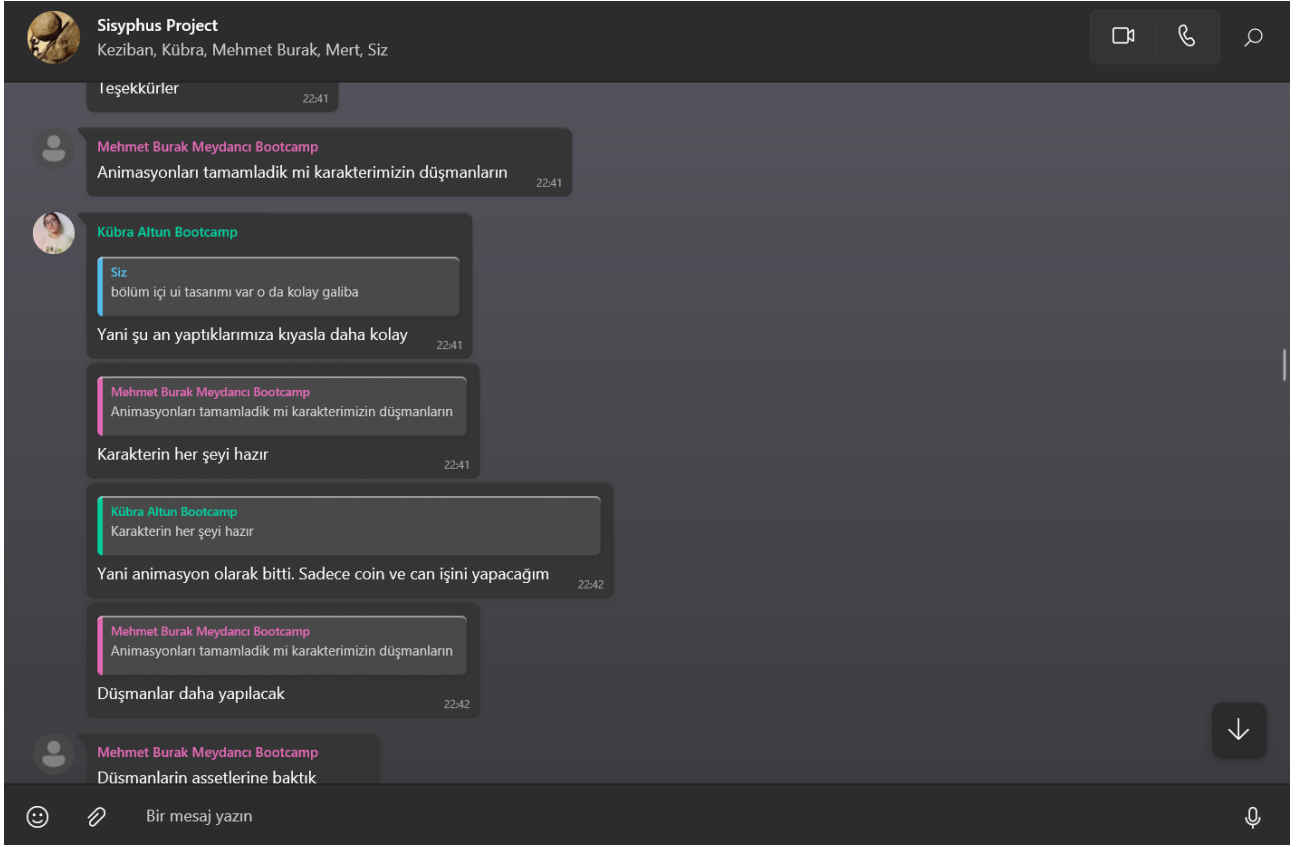 Sisyphus Project
Keziban, Kübra, Mehmet Burak, Mert, Siz
Teşekkürler
22:41
Mehmet Burak Meydancı Bootcamp
Animasyonları tamamladik mi karakterimizin düşmanların
22:41
Kübra Altun Bootcamp
Siz
bölüm içi ui tasarımı var o da kolay galiba
Yani şu an yaptıklarımıza kıyasla daha kolay
22:41
Mehmet Burak Meydancı Bootcamp
Animasyonları tamamladik mi karakterimizin düşmanların
Karakterin her şeyi hazır
22:41
Kübra Altun Bootcamp
Karakterin her şeyi hazır
Yani animasyon olarak bitti. Sadece coin ve can işini yapacağım
22:42
Mehmet Burak Meydancı Bootcamp
Animasyonları tamamladik mi karakterimizin düşmanların
Düşmanlar daha yapılacak
22:42
Mehmet Burak Meydancı Bootcamp
Düşmanlarin assetlerine baktık
Bir mesaj yazın